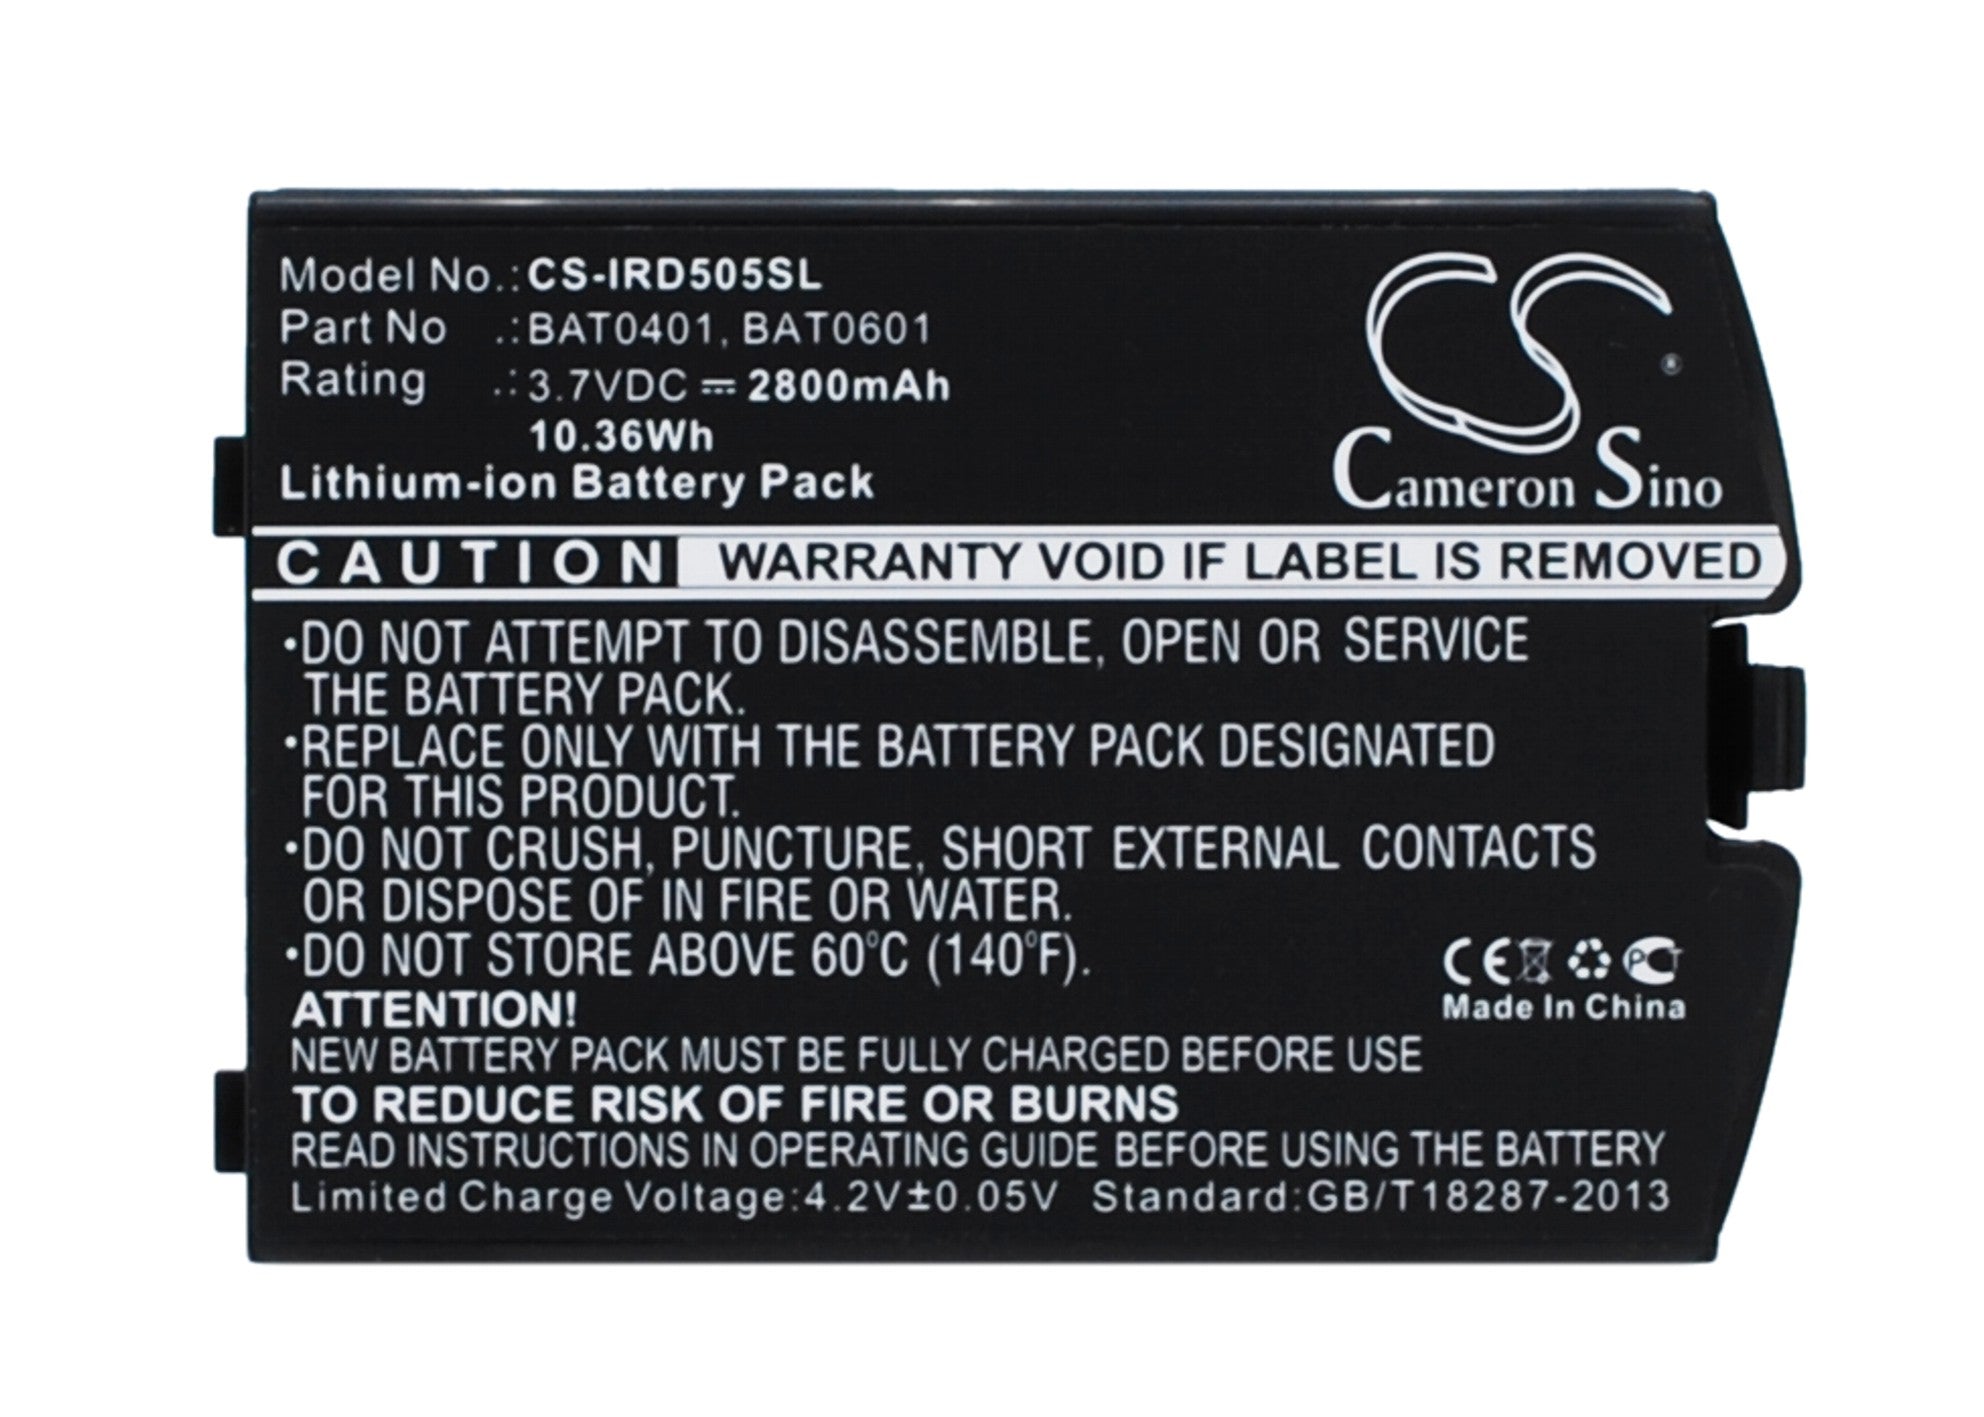 Model No.: CS-IRD505SL
Part No .: BAT0401, BAT0601
Rating .: 3.7VDC ⎓ 2800mAh
10.36Wh
Lithium-ion Battery Pack
CS
®
Cameron Sino
CAUTION WARRANTY VOID IF LABEL IS REMOVED
•DO NOT ATTEMPT TO DISASSEMBLE, OPEN OR SERVICE
THE BATTERY PACK.
•REPLACE ONLY WITH THE BATTERY PACK DESIGNATED
FOR THIS PRODUCT.
•DO NOT CRUSH, PUNCTURE, SHORT EXTERNAL CONTACTS
OR DISPOSE OF IN FIRE OR WATER.
•DO NOT STORE ABOVE 60°C (140°F).
CE PCT
Made In China
ATTENTION!
NEW BATTERY PACK MUST BE FULLY CHARGED BEFORE USE
TO REDUCE RISK OF FIRE OR BURNS
READ INSTRUCTIONS IN OPERATING GUIDE BEFORE USING THE BATTERY
Limited Charge Voltage:4.2V±0.05V Standard:GB/T18287-2013